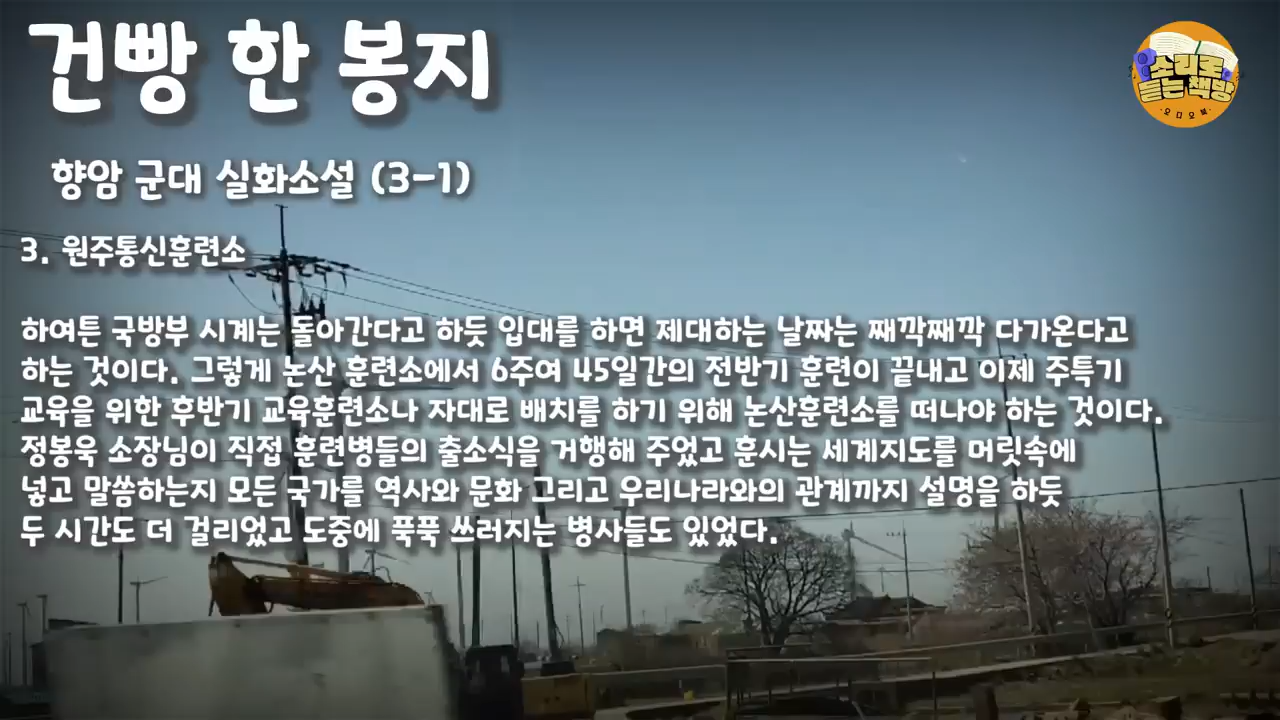 건빵 한 봉지
소리로
듣는 책방
·오디오북·
향암 군대 실화소설 (3-1)
3. 원주통신훈련소
하여튼 국방부 시계는 돌아간다고 하듯 입대를 하면 제대하는 날짜는 째깍째깍 다가온다고
하는 것이다. 그렇게 논산 훈련소에서 6주여 45일간의 전반기 훈련이 끝내고 이제 주특기
교육을 위한 후반기 교육훈련소나 자대로 배치를 하기 위해 논산훈련소를 떠나야 하는 것이다.
정봉욱 소장님이 직접 훈련병들의 출소식을 거행해 주었고 훈시는 세계지도를 머릿속에
넣고 말씀하는지 모든 국가를 역사와 문화 그리고 우리나라와의 관계까지 설명을 하듯
두 시간도 더 걸리었고 도중에 푹푹 쓰러지는 병사들도 있었다.